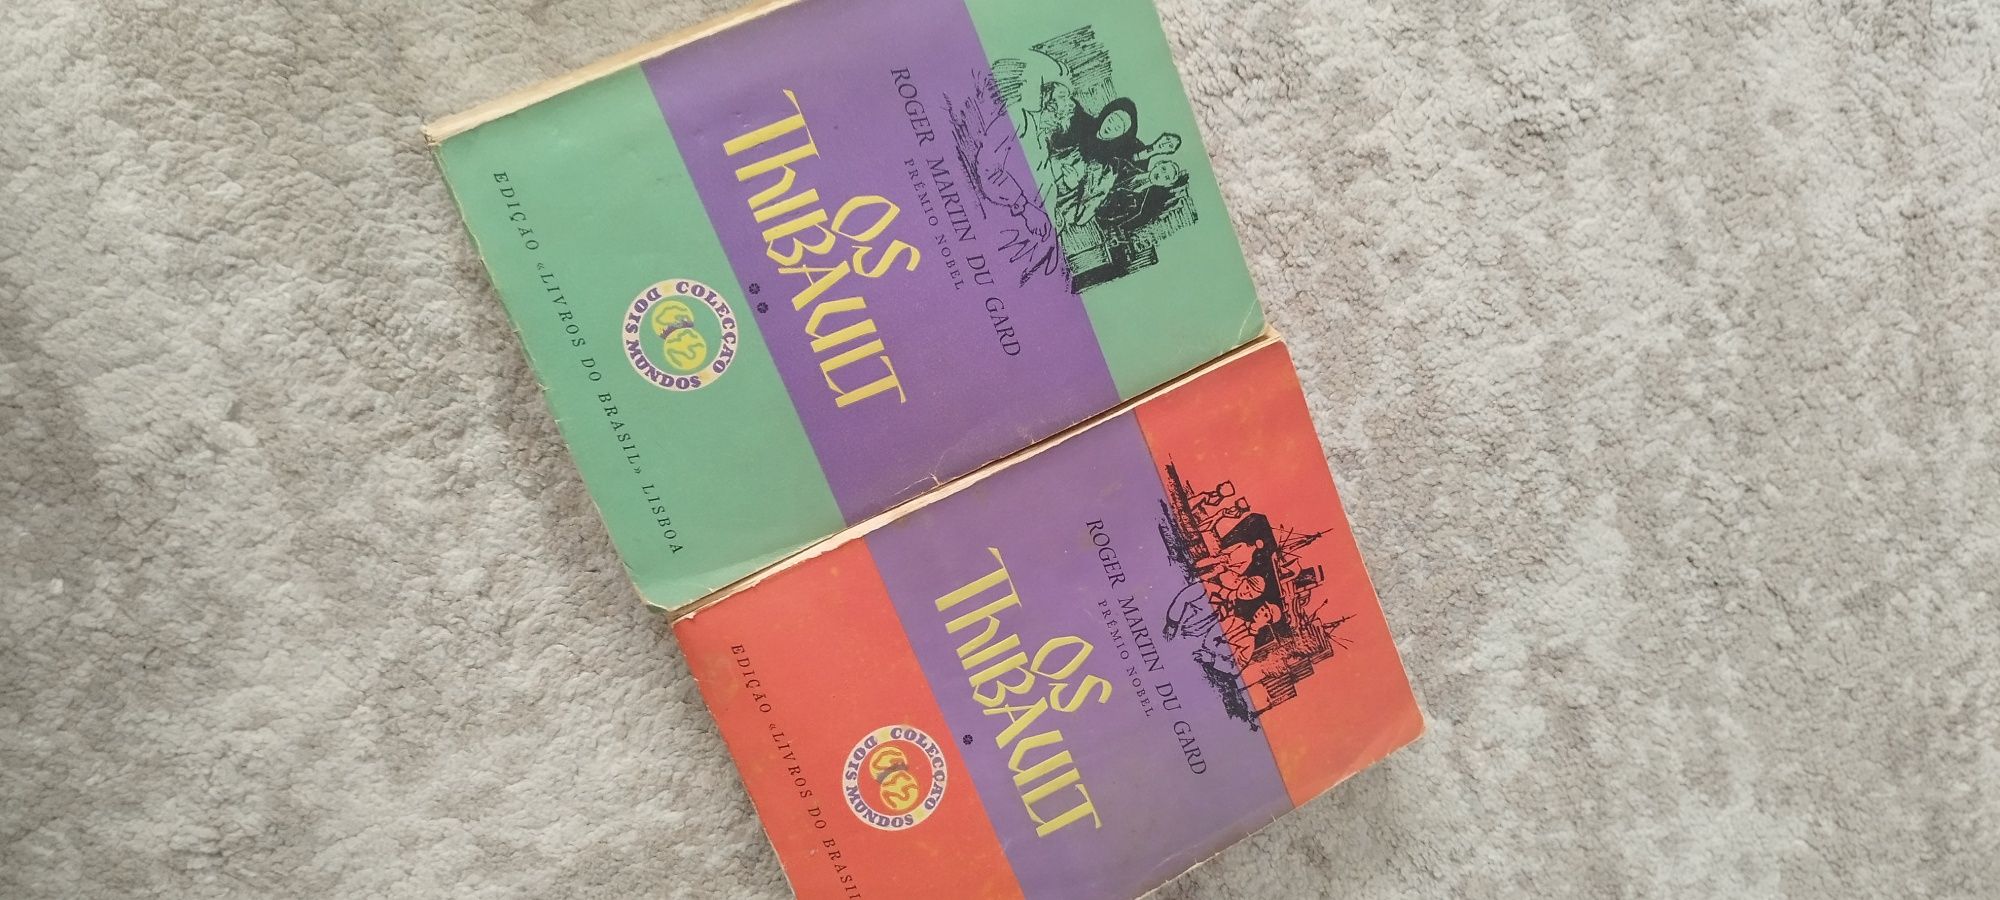 ROGER MARTIN DU GARD
PRÉMIO NOBEL
OS
THIBAULT
**
COLECÇÃO
DOIS MUNDOS
EDIÇÃO «LIVROS DO BRASIL» LISBOA
ROGER MARTIN DU GARD
PRÉMIO NOBEL
OS
THIBAULT
*
COLECÇÃO
DOIS MUNDOS
EDIÇÃO «LIVROS DO BRASI